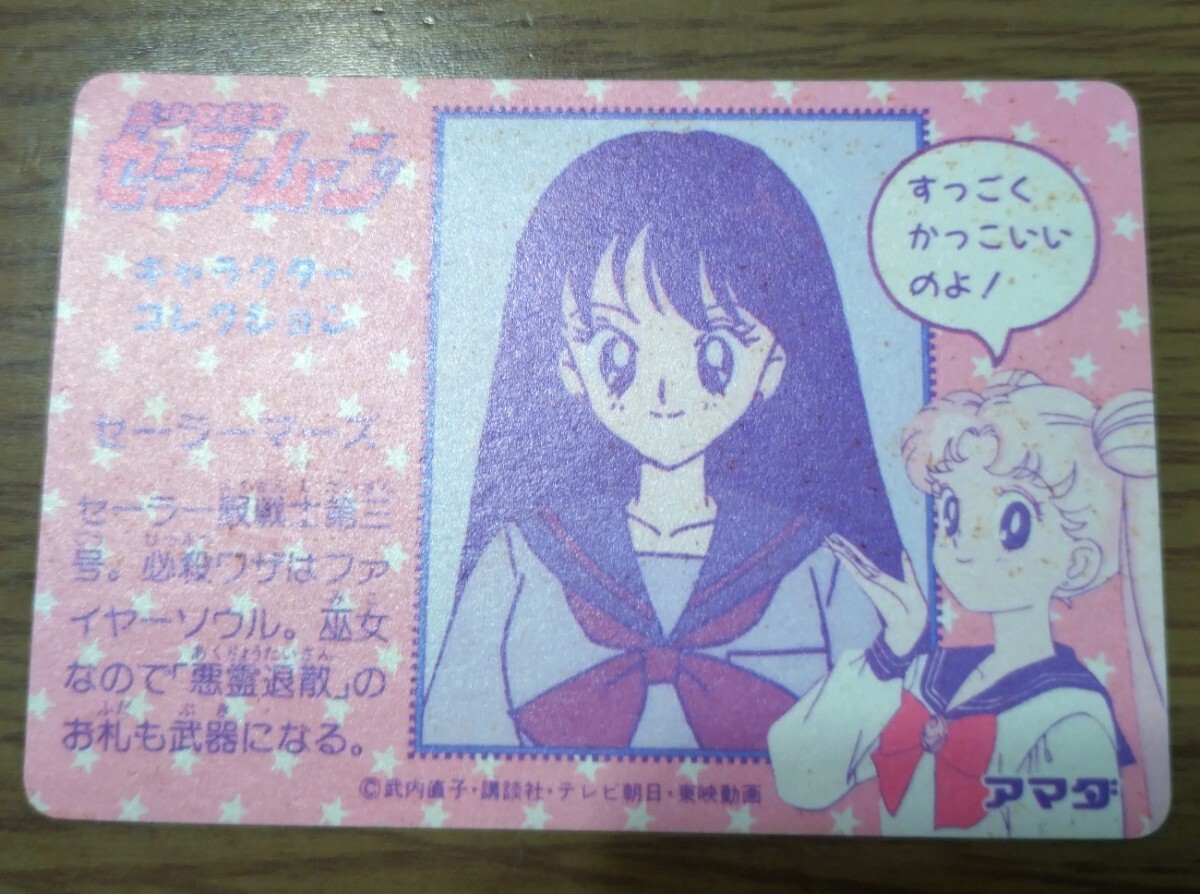 美少女戦士
セーラームーン
キャラクター
コレクション
セーラーマーズ
セーラー服戦士第三
号。必殺ワザはファ
イヤーソウル。巫女
なので「悪霊退散」の
お札も武器になる。
すっごく
かっこいい
のよ!
©武内直子・講談社・テレビ朝日・東映動画
アマダ